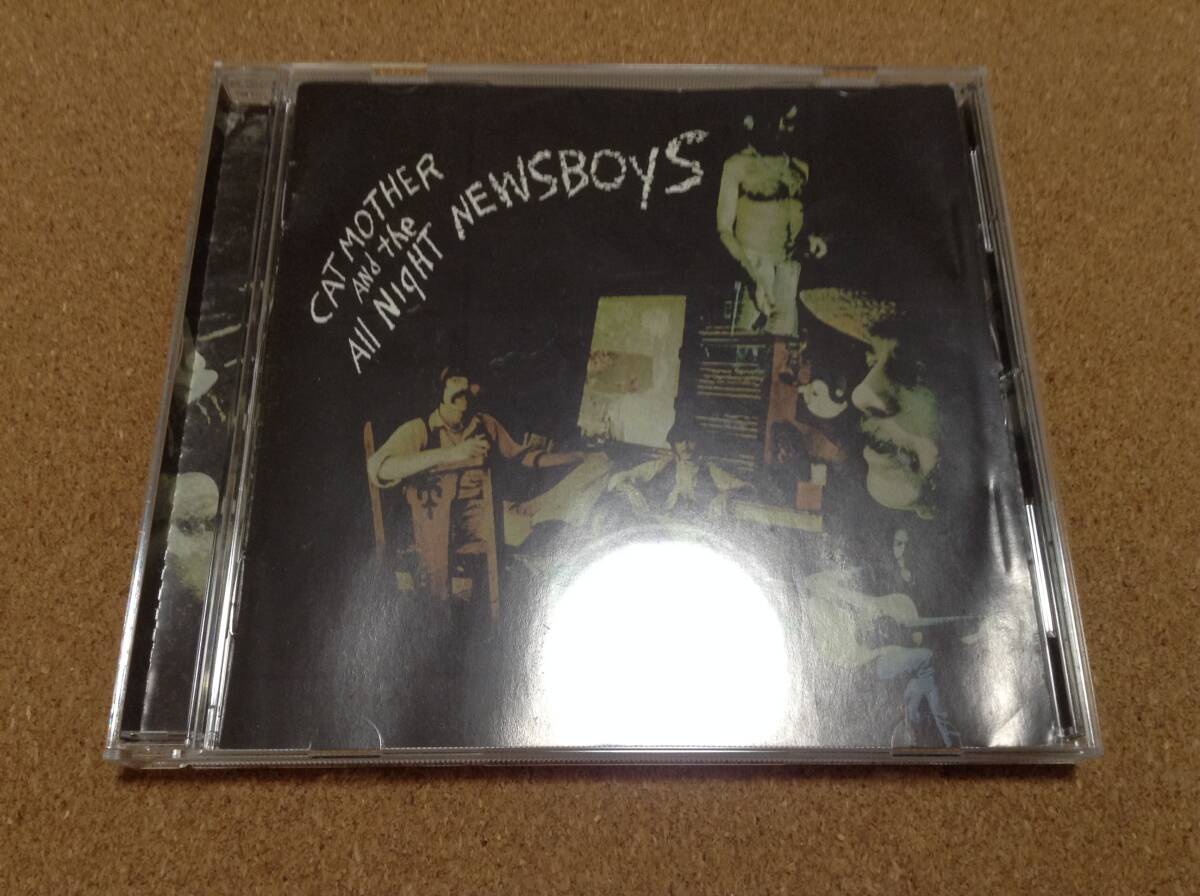 CAT MOTHER
AND the
All NIgHT NEWSBOYS